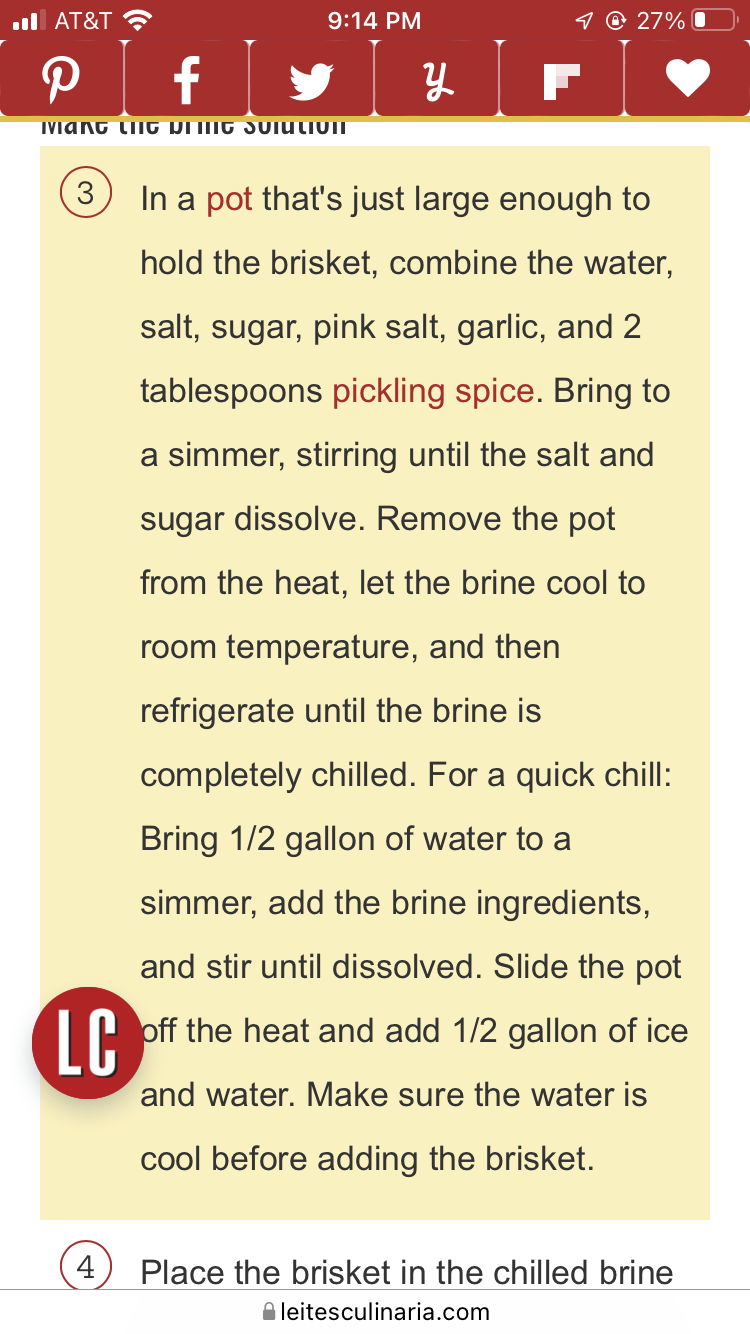 AT&T 9:14 PM 27%
Make the brine solution
3 In a pot that's just large enough to
hold the brisket, combine the water,
salt, sugar, pink salt, garlic, and 2
tablespoons pickling spice. Bring to
a simmer, stirring until the salt and
sugar dissolve. Remove the pot
from the heat, let the brine cool to
room temperature, and then
refrigerate until the brine is
completely chilled. For a quick chill:
Bring 1/2 gallon of water to a
simmer, add the brine ingredients,
and stir until dissolved. Slide the pot
off the heat and add 1/2 gallon of ice
LC
and water. Make sure the water is
cool before adding the brisket.
4 Place the brisket in the chilled brine
leitesculinaria.com